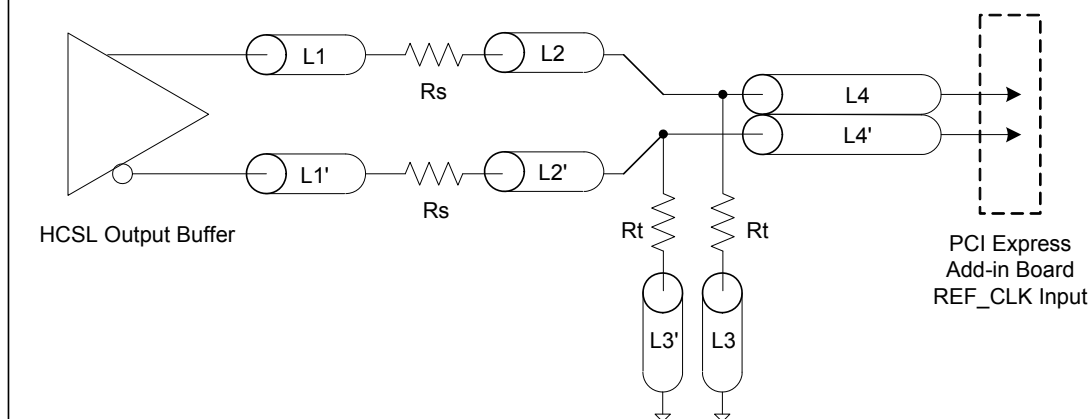 L1
Rs
L2
L4
L4'
L1'
Rs
L2'
HCSL Output Buffer
Rt
Rt
L3'
L3
PCI Express
Add-in Board
REF_CLK Input